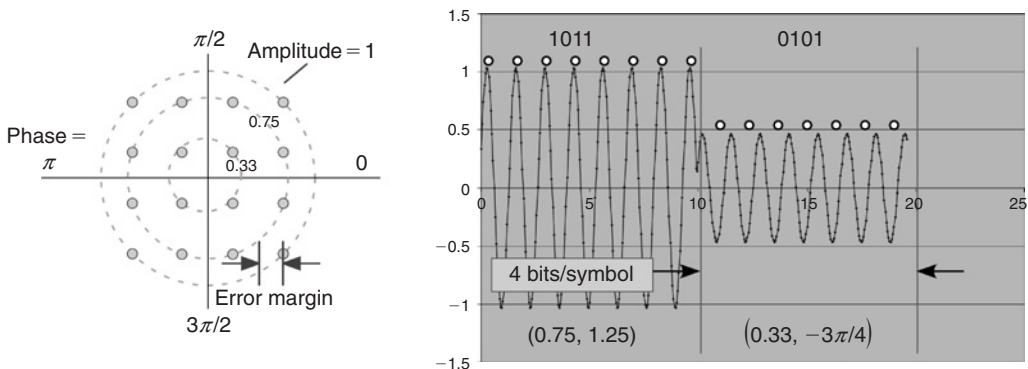 π/2
Amplitude = 1
0.75
Phase =
π
0.33
0
Error margin
3π/2
1.5
1
0.5
0
−0.5
−1
−1.5
1011
0101
0
5
10
15
20
25
4 bits/symbol
(0.75, 1.25)
(0.33, −3π/4)